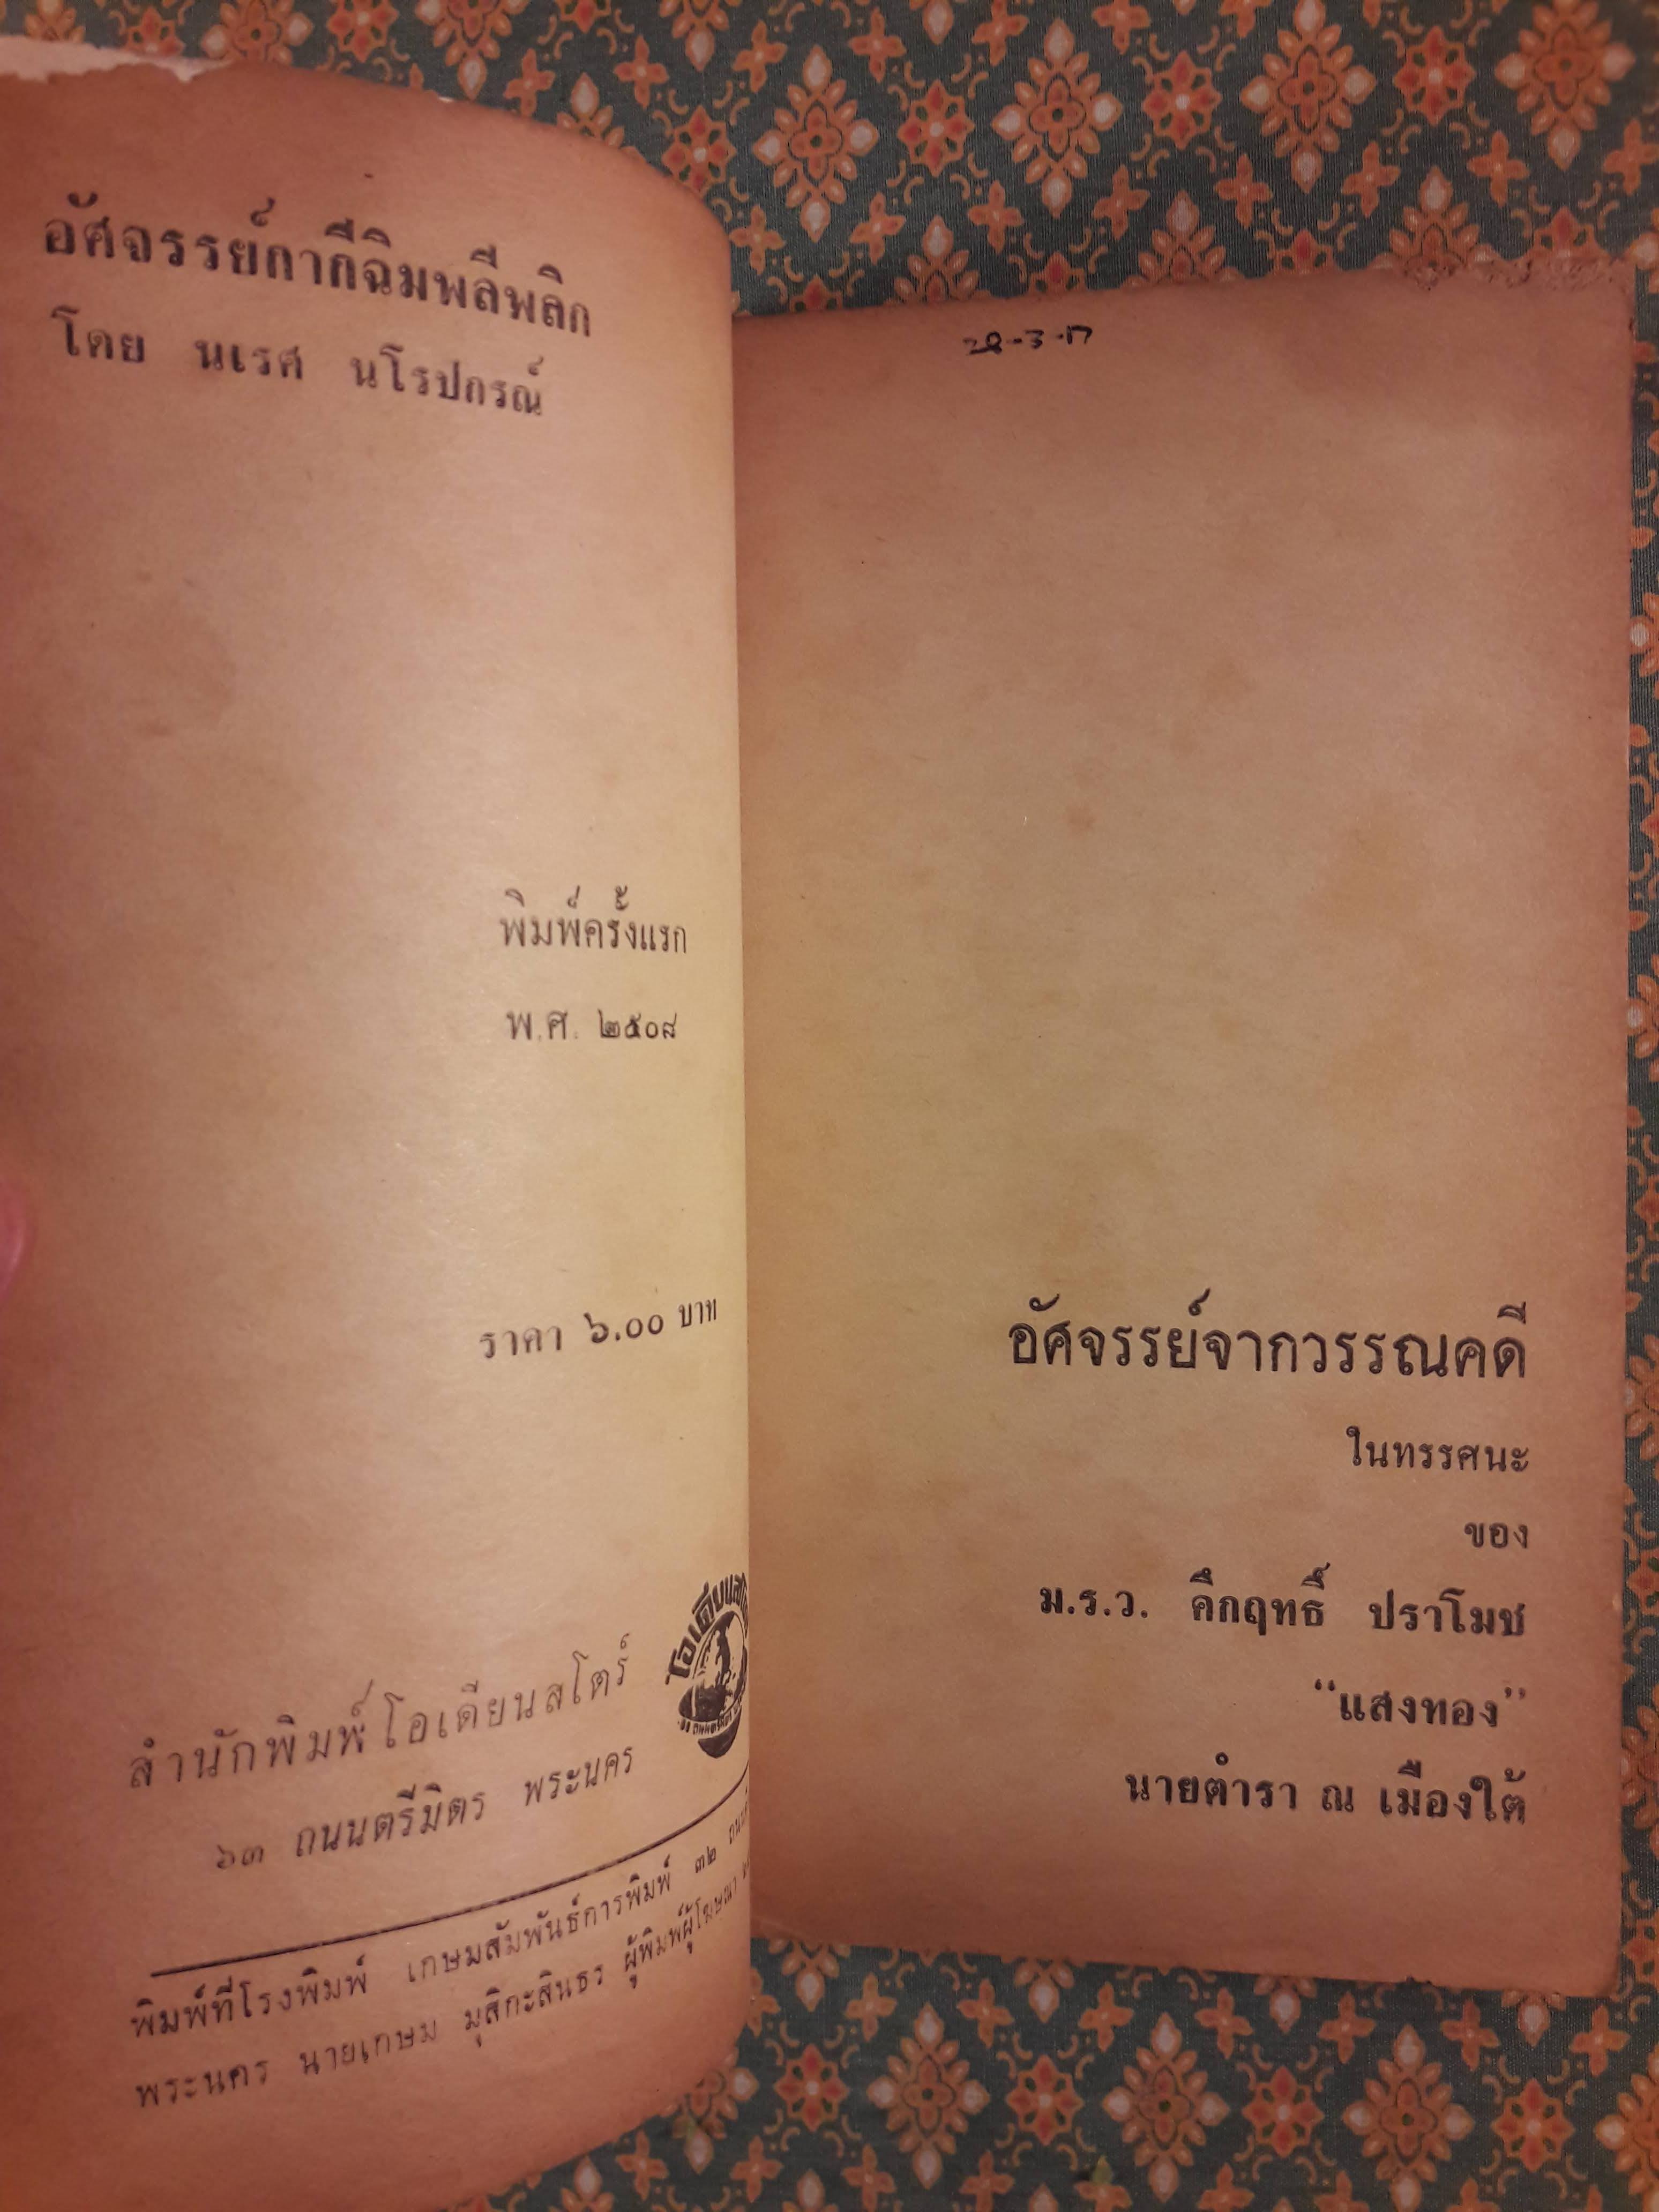 อัศจรรย์กากีฉิมพลีพลิก
โดย นเรศ นโรปกรณ์
พิมพ์ครั้งแรก
พ.ศ. ๒๕๐๘
ราคา ๖.๐๐ บาท
สำนักพิมพ์โอเดียนสโตร์
๖๓ ถนนตรีมิตร พระนคร
พิมพ์ที่โรงพิมพ์ เกษมสัมพันธ์การพิมพ์ ๓๒
พระนคร นายเกษม มุสิกะสินธร ผู้พิมพ์ผู้โฆษณา
อัศจรรย์จากวรรณคดี
ในทรรศนะ
ของ
ม.ร.ว. คึกฤทธิ์ ปราโมช
“แสงทอง”
นายตำรา ณ เมืองใต้